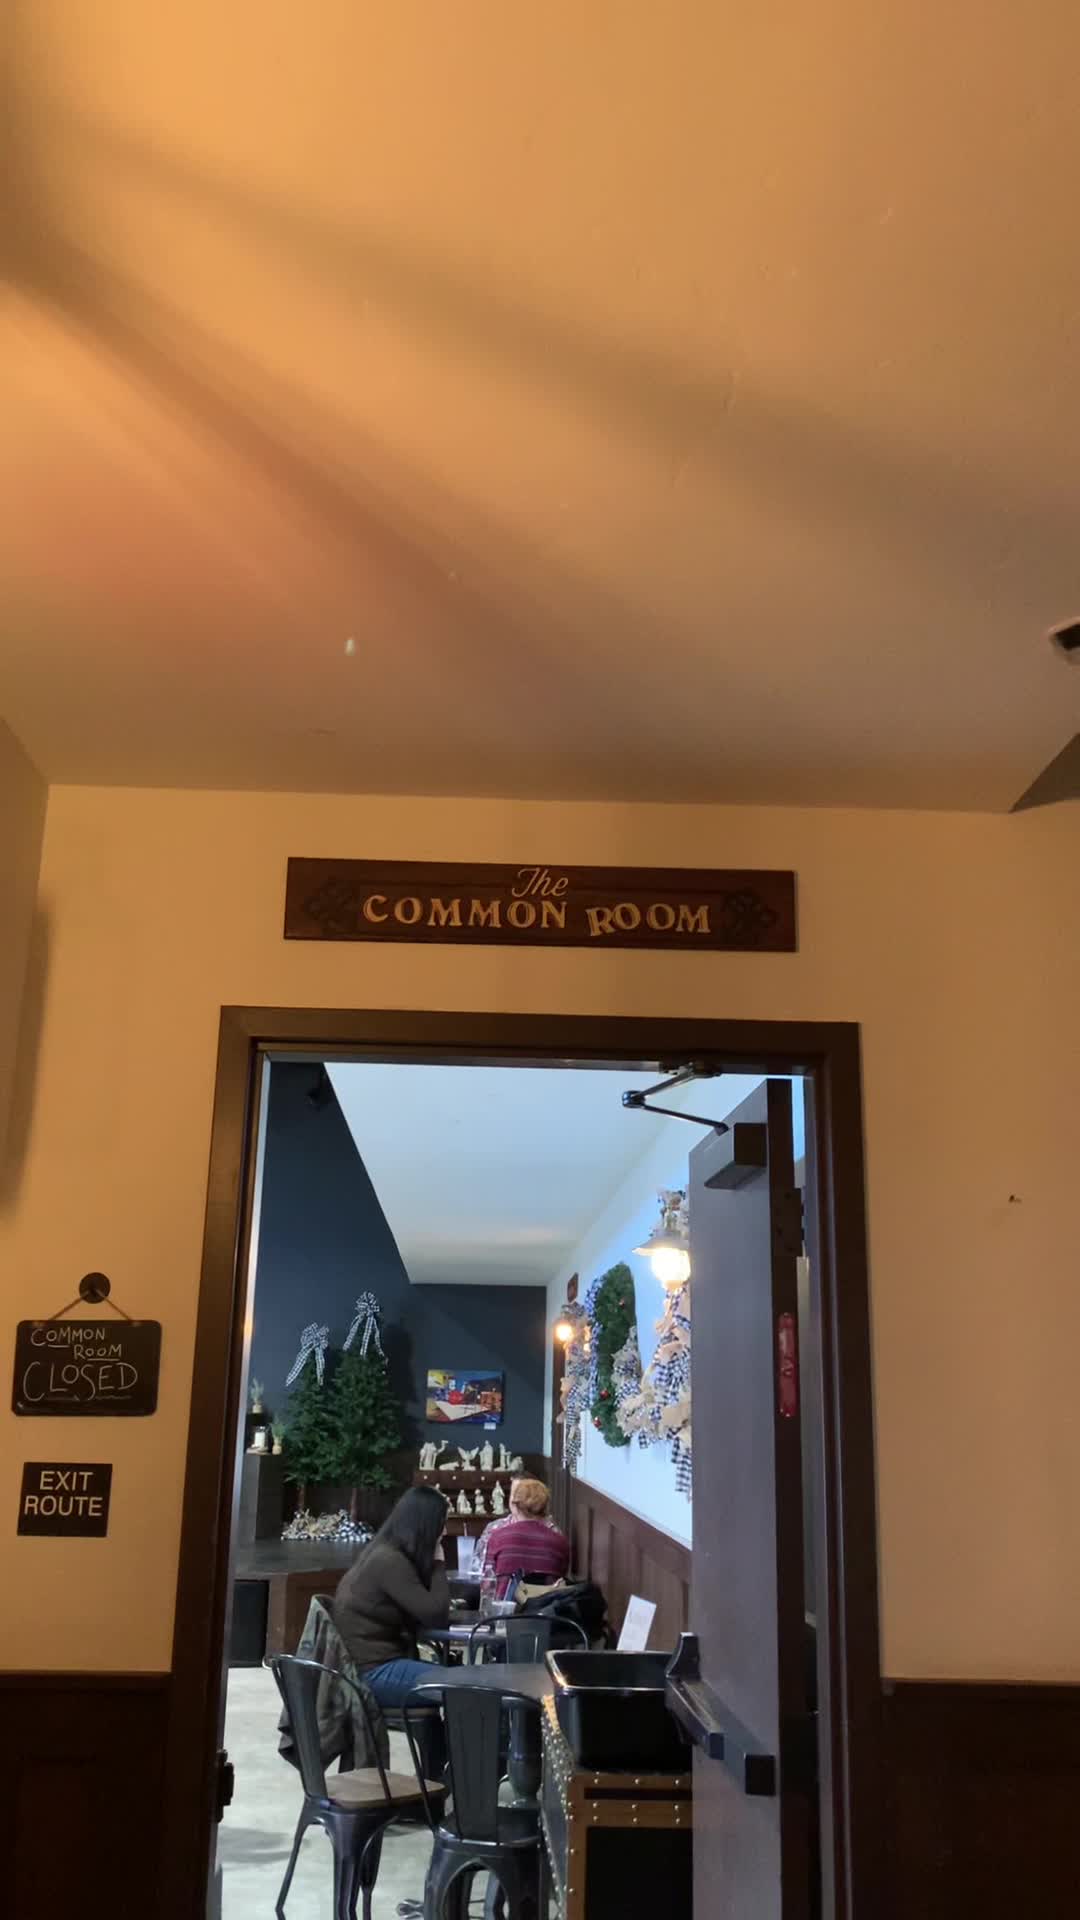 The
COMMON ROOM
COMMON
ROOM
CLOSED
EXIT
ROUTE